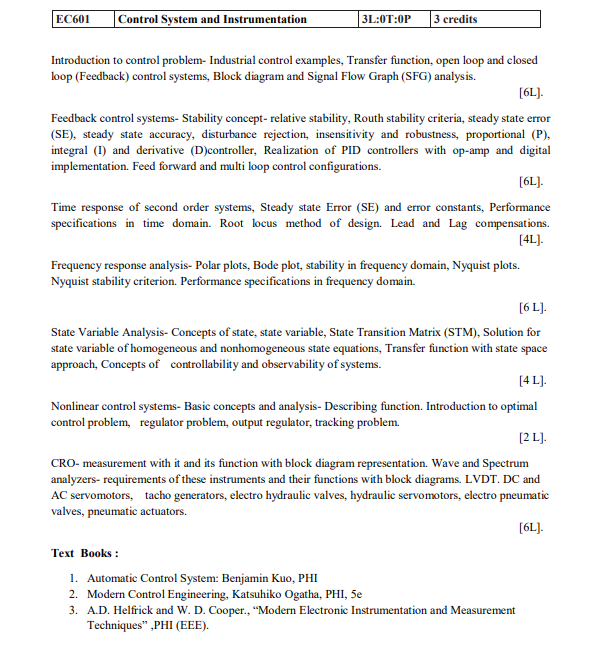 EC601 Control System and Instrumentation 3L:0T:0P 3 credits
Introduction to control problem- Industrial control examples, Transfer function, open loop and closed
loop (Feedback) control systems, Block diagram and Signal Flow Graph (SFG) analysis.
[6L].
Feedback control systems- Stability concept- relative stability, Routh stability criteria, steady state error
(SE), steady state accuracy, disturbance rejection, insensitivity and robustness, proportional (P),
integral (I) and derivative (D)controller, Realization of PID controllers with op-amp and digital
implementation. Feed forward and multi loop control configurations.
[6L].
Time response of second order systems, Steady state Error (SE) and error constants, Performance
specifications in time domain. Root locus method of design. Lead and Lag compensations.
[4L].
Frequency response analysis- Polar plots, Bode plot, stability in frequency domain, Nyquist plots.
Nyquist stability criterion. Performance specifications in frequency domain.
[6 L].
State Variable Analysis- Concepts of state, state variable, State Transition Matrix (STM), Solution for
state variable of homogeneous and nonhomogeneous state equations, Transfer function with state space
approach, Concepts of controllability and observability of systems.
[4 L].
Nonlinear control systems- Basic concepts and analysis- Describing function. Introduction to optimal
control problem, regulator problem, output regulator, tracking problem.
[2 L].
CRO- measurement with it and its function with block diagram representation. Wave and Spectrum
analyzers- requirements of these instruments and their functions with block diagrams. LVDT. DC and
AC servomotors, tacho generators, electro hydraulic valves, hydraulic servomotors, electro pneumatic
valves, pneumatic actuators.
[6L].
Text Books :
1. Automatic Control System: Benjamin Kuo, PHI
2. Modern Control Engineering, Katsuhiko Ogatha, PHI, 5e
3. A.D. Helfrick and W. D. Cooper., “Modern Electronic Instrumentation and Measurement
Techniques” ,PHI (EEE).